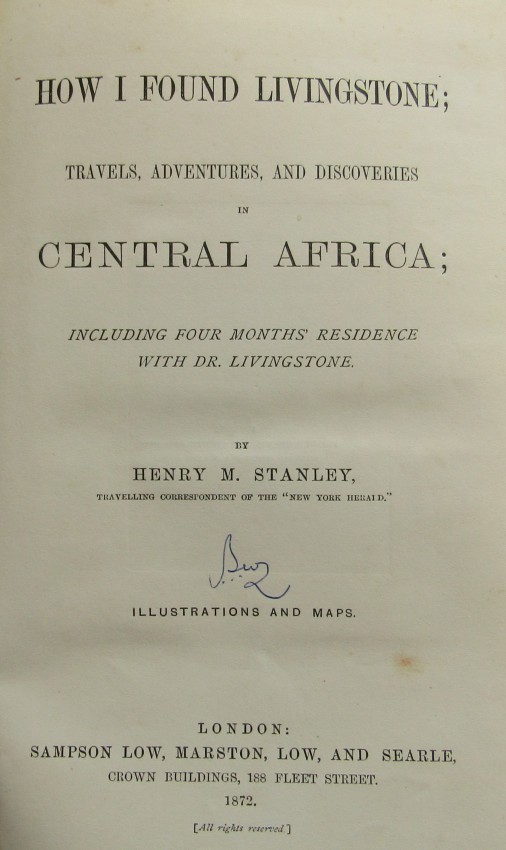 HOW I FOUND LIVINGSTONE;
TRAVELS, ADVENTURES, AND DISCOVERIES
IN
CENTRAL AFRICA;
INCLUDING FOUR MONTHS' RESIDENCE
WITH DR. LIVINGSTONE.
BY
HENRY M. STANLEY,
TRAVELLING CORRESPONDENT OF THE "NEW YORK HERALD."
ILLUSTRATIONS AND MAPS.
LONDON:
SAMPSON LOW, MARSTON, LOW, AND SEARLE,
CROWN BUILDINGS, 188 FLEET STREET.
1872.
[All rights reserved]